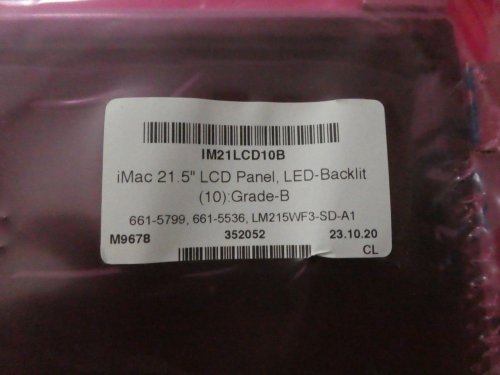 IM21LCD10B
iMac 21.5" LCD Panel, LED-Backlit
(10):Grade-B
661-5799, 661-5536, LM215WF3-SD-A1
M9678 352052 23.10.20
CL